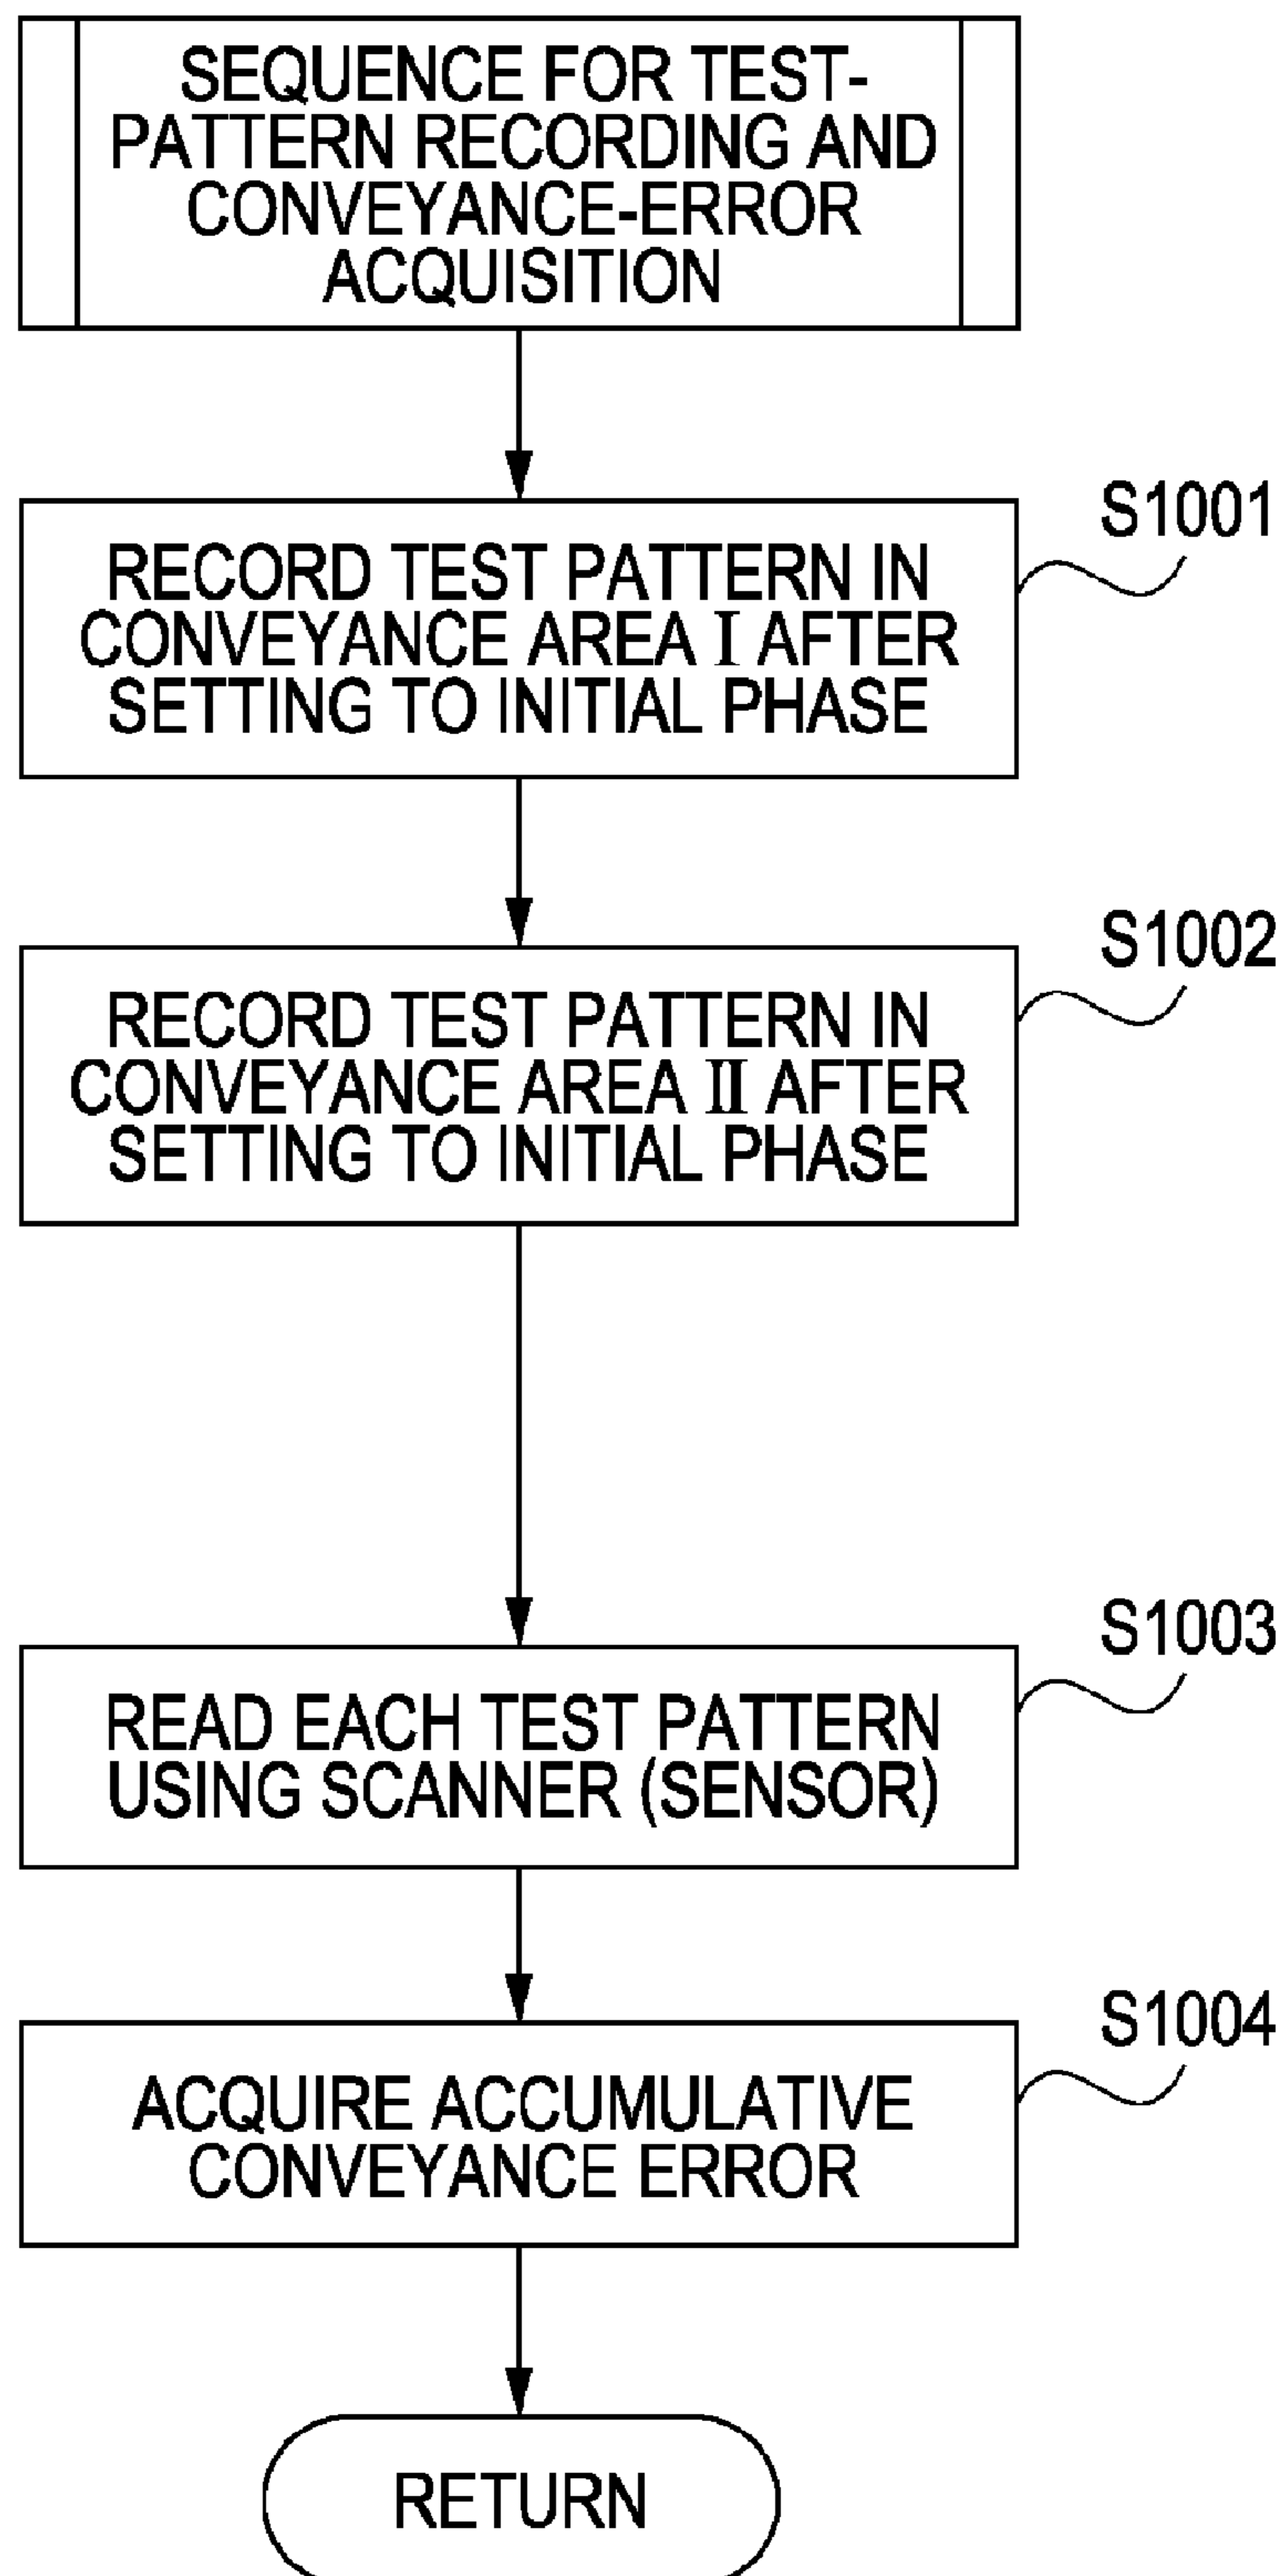 SEQUENCE FOR TEST-
PATTERN RECORDING AND
CONVEYANCE-ERROR
ACQUISITION
S1001
RECORD TEST PATTERN IN
CONVEYANCE AREA I AFTER
SETTING TO INITIAL PHASE
S1002
RECORD TEST PATTERN IN
CONVEYANCE AREA II AFTER
SETTING TO INITIAL PHASE
S1003
READ EACH TEST PATTERN
USING SCANNER (SENSOR)
S1004
ACQUIRE ACCUMULATIVE
CONVEYANCE ERROR
RETURN